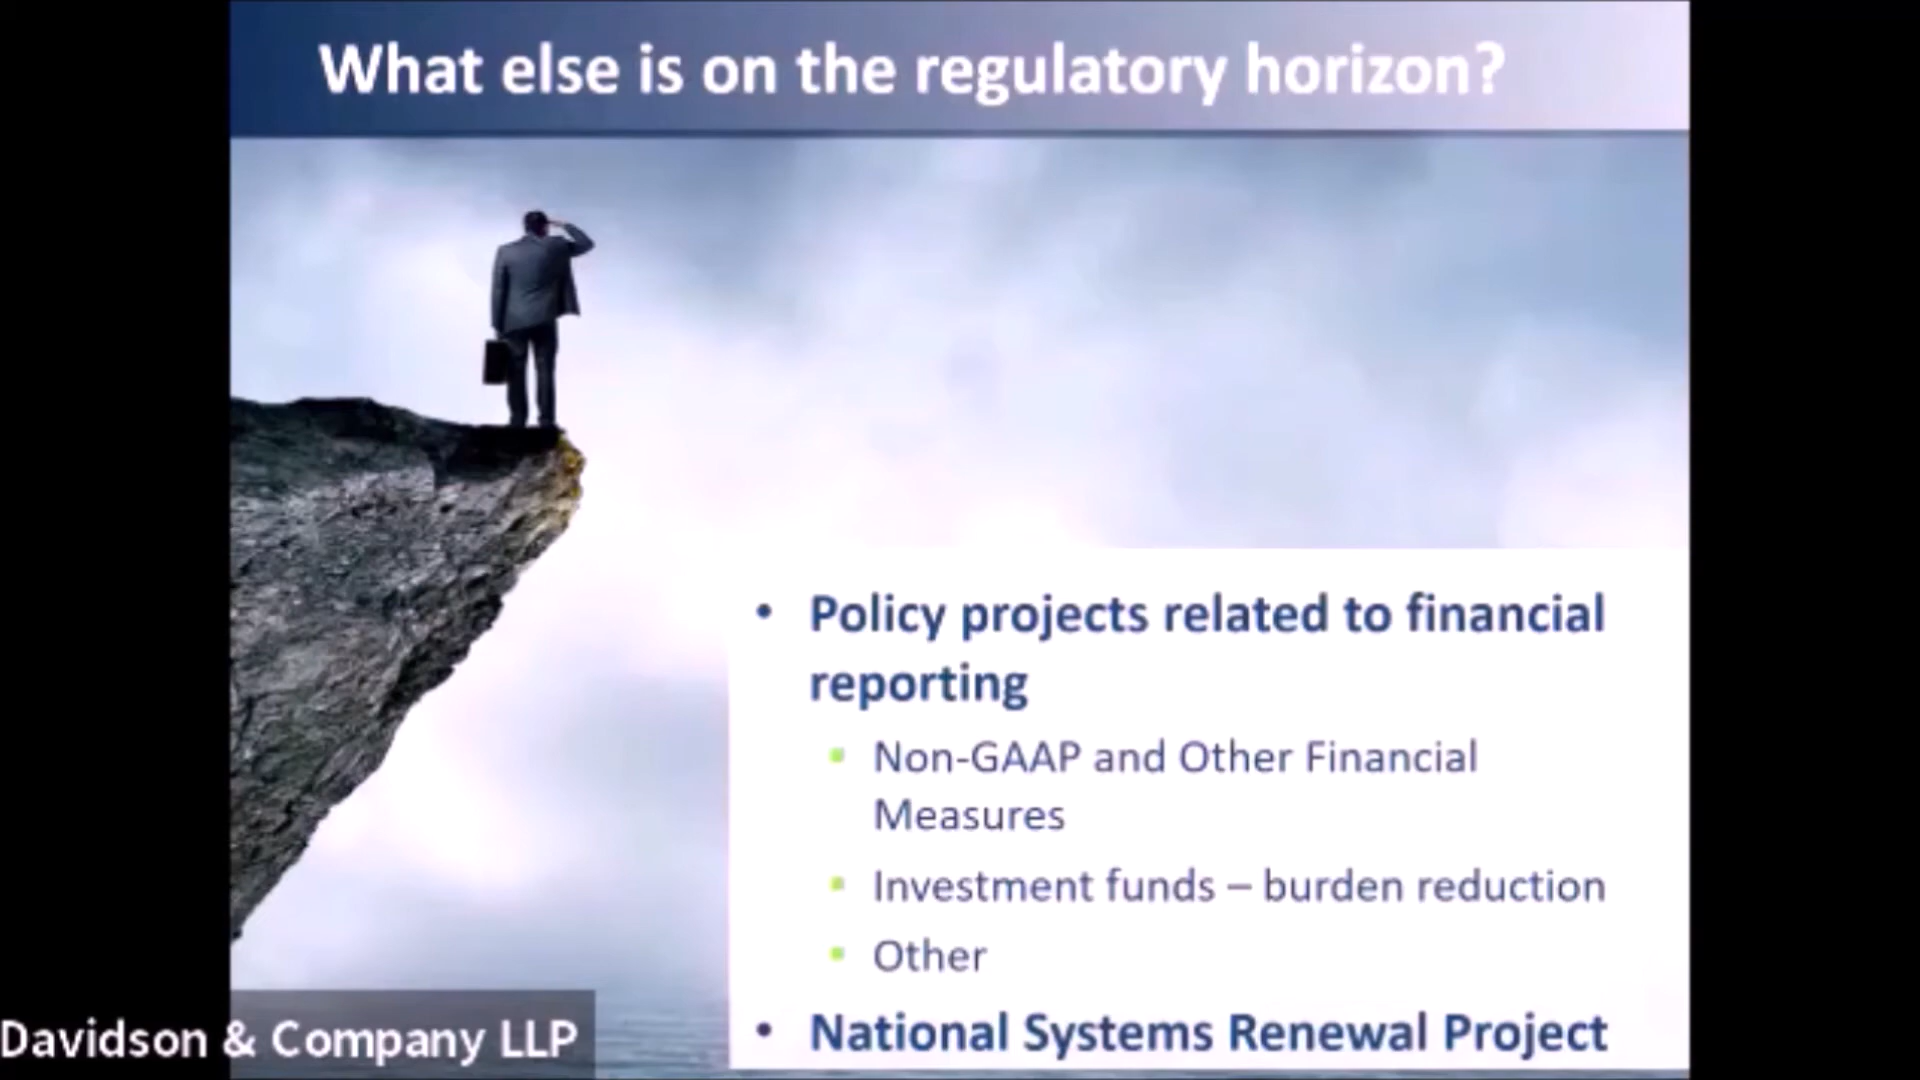 What else is on the regulatory horizon?
• Policy projects related to financial
reporting
▪ Non-GAAP and Other Financial
Measures
▪ Investment funds – burden reduction
▪ Other
• National Systems Renewal Project
Davidson & Company LLP